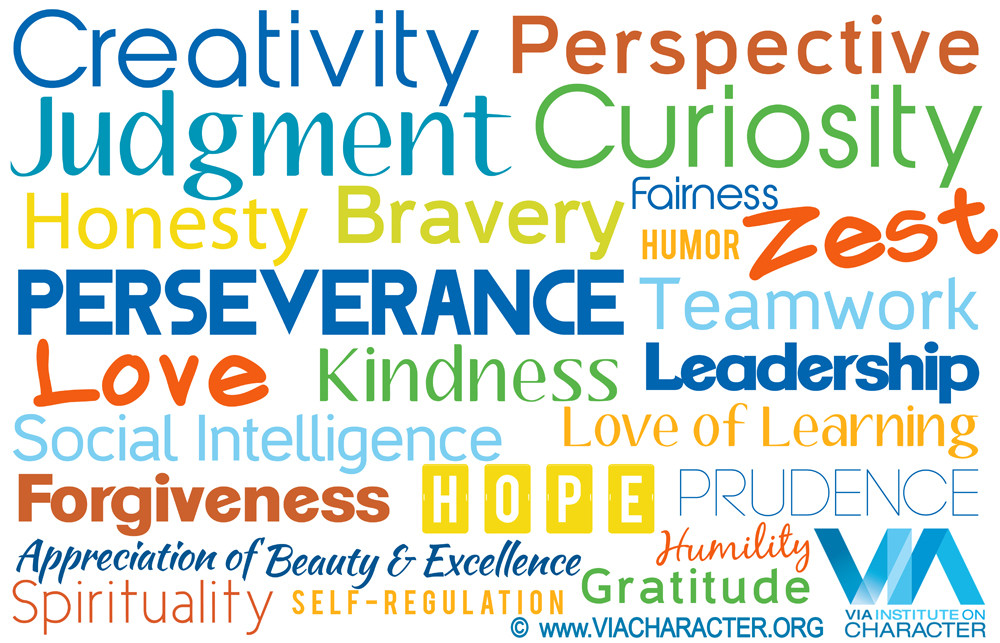 Creativity Perspective
Judgment Curiosity
Honesty Bravery Fairness
HUMOR Zest
PERSEVERANCE Teamwork
Love Kindness Leadership
Social Intelligence Love of Learning
Forgiveness HOPE PRUDENCE
Appreciation of Beauty & Excellence Humility
Spirituality SELF-REGULATION Gratitude
VIA
VIA INSTITUTE ON
CHARACTER
© www.VIACHARACTER.ORG